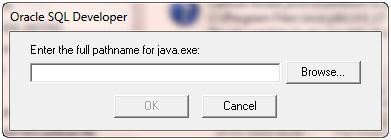 Oracle SQL Developer
Enter the full pathname for java.exe:
Browse...
OK
Cancel